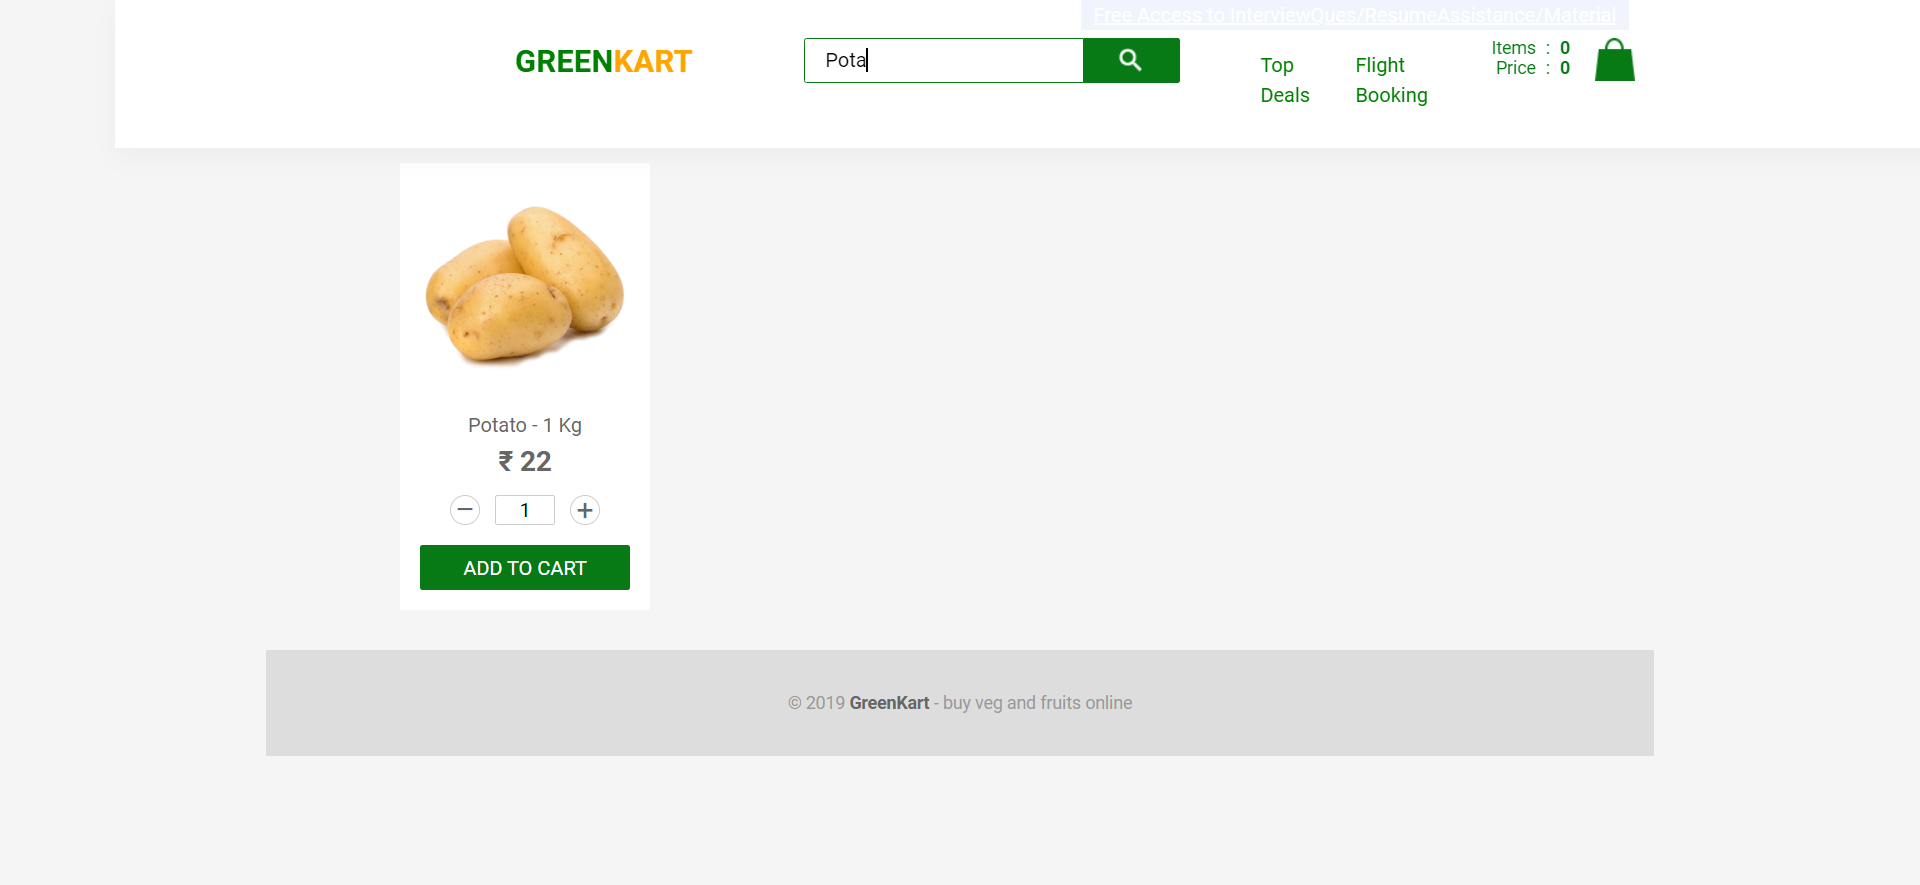 Free Access to InterviewQues/ResumeAssistance/Material
GREENKART
Pota
Top Deals
Flight Booking
Items : 0
Price : 0
Potato - 1 Kg
₹ 22
− 1 +
ADD TO CART
© 2019 GreenKart - buy veg and fruits online